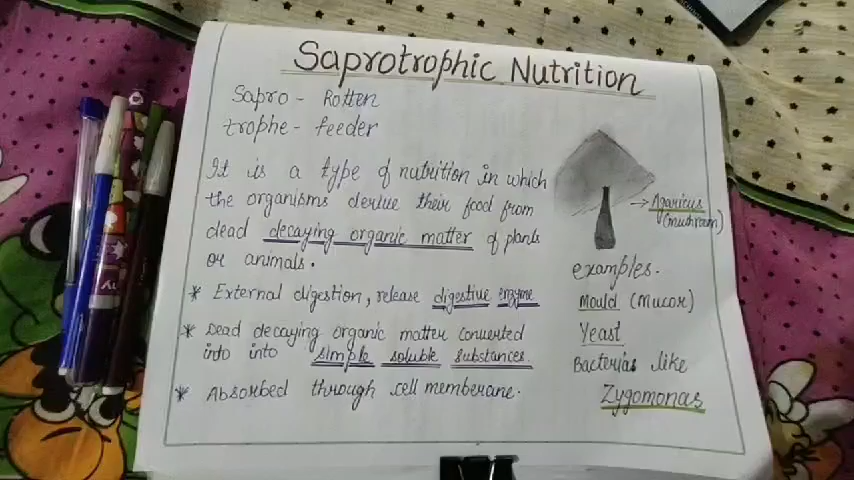 Saprotrophic Nutrition
Sapro - Rotten
trophe - feeder
It is a type of nutrition in which
the organisms derive their food from
dead decaying organic matter of plants
or animals.
* External digestion, release digestive enzyme
* Dead decaying organic matter converted
into into simple soluble substances.
* Absorbed through cell memberane.
→ Agaricus
(mushroom)
examples.
Mould (Mucor)
Yeast
Bacterias like
Zygomonas